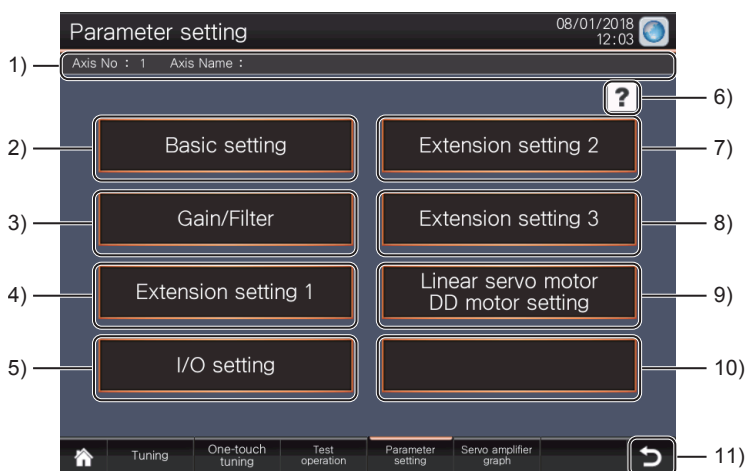 Parameter setting
08/01/2018
12:03
1)
Axis No : 1 Axis Name :
?
6)
2)
Basic setting
Extension setting 2
7)
3)
Gain/Filter
Extension setting 3
8)
4)
Extension setting 1
Linear servo motor
DD motor setting
9)
5)
I/O setting
10)
Tuning
One-touch
tuning
Test
operation
Parameter
setting
Servo amplifier
graph
11)